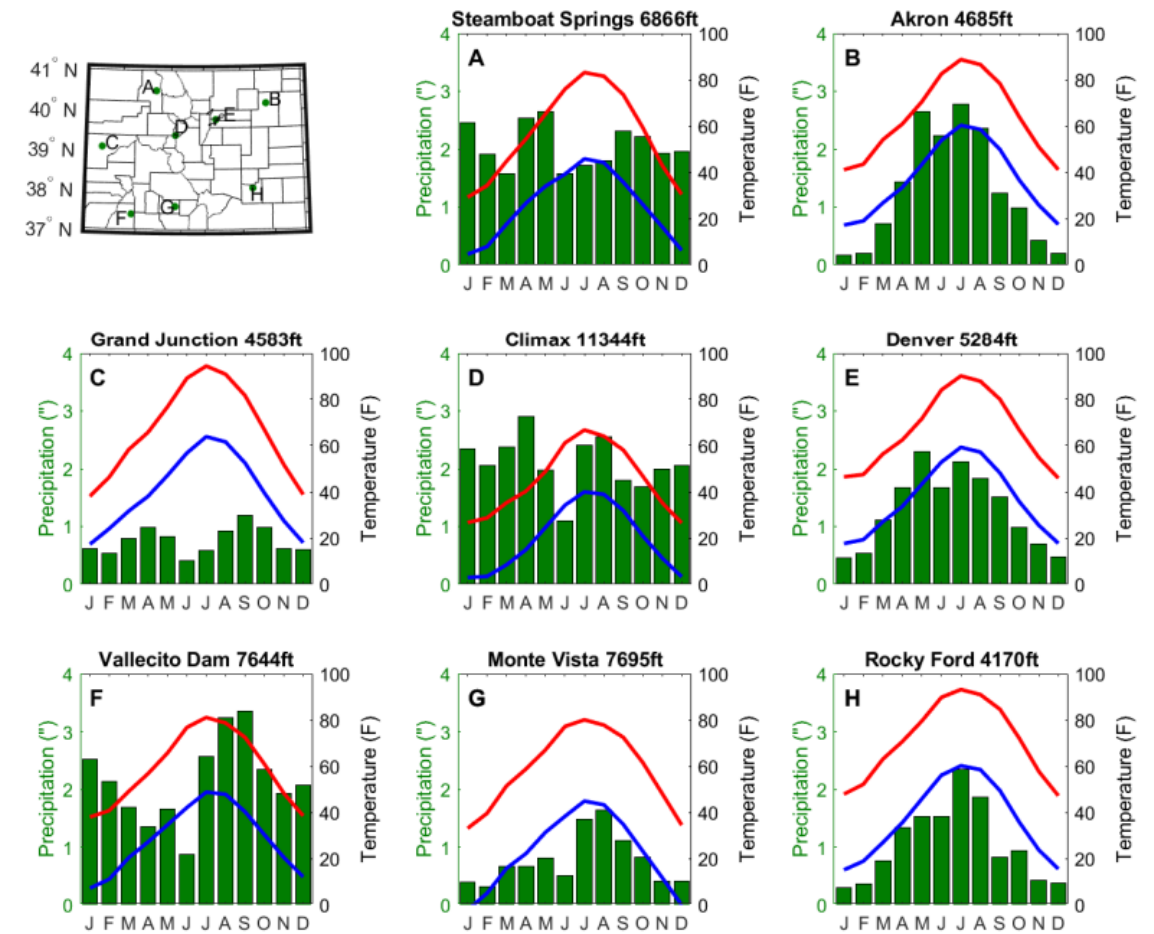 Steamboat Springs 6866ft
Akron 4685ft
41° N
40° N
39° N
38° N
37° N
A
B
C
D
E
F
G
H
A
Precipitation (")
Temperature (F)
4
3
2
1
0
100
80
60
40
20
0
J F M A M J J A S O N D
B
Precipitation (")
Temperature (F)
4
3
2
1
0
100
80
60
40
20
0
J F M A M J J A S O N D
Grand Junction 4583ft
Climax 11344ft
Denver 5284ft
C
Precipitation (")
Temperature (F)
4
3
2
1
0
100
80
60
40
20
0
J F M A M J J A S O N D
D
Precipitation (")
Temperature (F)
4
3
2
1
0
100
80
60
40
20
0
J F M A M J J A S O N D
E
Precipitation (")
Temperature (F)
4
3
2
1
0
100
80
60
40
20
0
J F M A M J J A S O N D
Vallecito Dam 7644ft
Monte Vista 7695ft
Rocky Ford 4170ft
F
Precipitation (")
Temperature (F)
4
3
2
1
0
100
80
60
40
20
0
J F M A M J J A S O N D
G
Precipitation (")
Temperature (F)
4
3
2
1
0
100
80
60
40
20
0
J F M A M J J A S O N D
H
Precipitation (")
Temperature (F)
4
3
2
1
0
100
80
60
40
20
0
J F M A M J J A S O N D